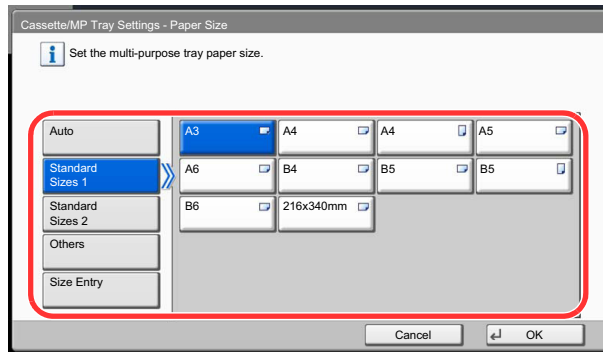 Cassette/MP Tray Settings - Paper Size
Set the multi-purpose tray paper size.
Auto
Standard
Sizes 1
Standard
Sizes 2
Others
Size Entry
A3
A4
A4
A5
A6
B4
B5
B5
B6
216x340mm
Cancel
OK